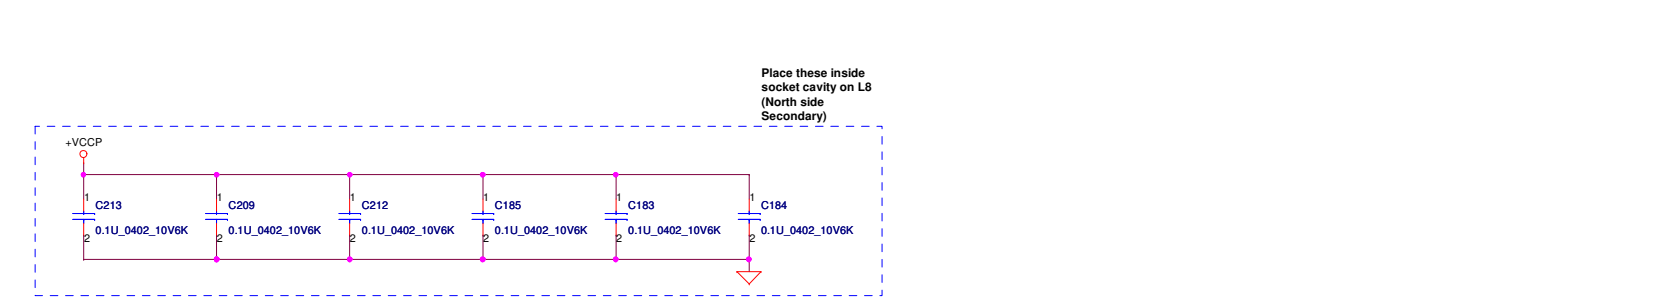 Place these inside
socket cavity on L8
(North side
Secondary)
+VCCP
1 1 1 1 1 1
C213 C209 C212 C185 C183 C184
0.1U_0402_10V6K 0.1U_0402_10V6K 0.1U_0402_10V6K 0.1U_0402_10V6K 0.1U_0402_10V6K 0.1U_0402_10V6K
2 2 2 2 2 2